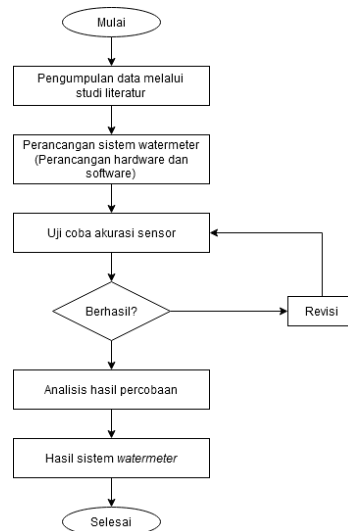 Mulai
Pengumpulan data melalui
studi literatur
Perancangan sistem watermeter
(Perancangan hardware dan
software)
Uji coba akurasi sensor
Berhasil?
Revisi
Analisis hasil percobaan
Hasil sistem watermeter
Selesai